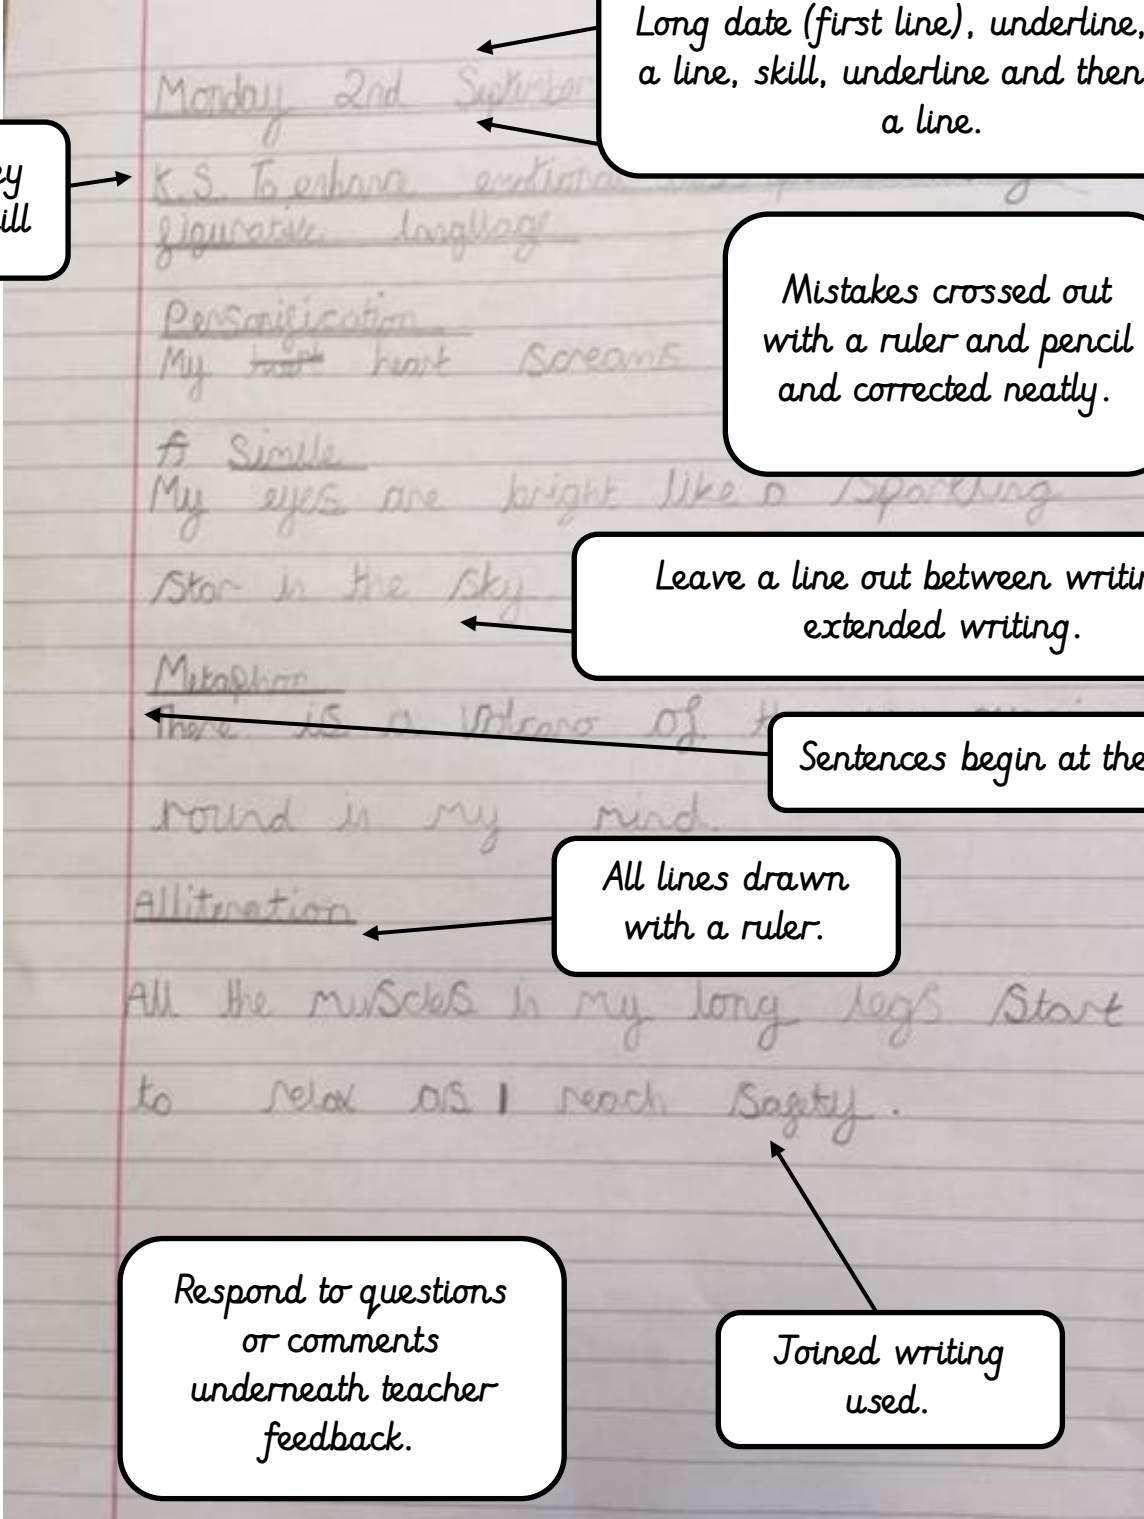 Long date (first line), underline,
a line, skill, underline and then
a line.
Monday 2nd September
ey
ill
K.S. To enhance
figurative language
Mistakes crossed out
with a ruler and pencil
and corrected neatly.
Personification
My heart screams
A Simile
My eyes are bright like a sparkling
Leave a line out between writin
extended writing.
star in the sky
Metaphor
There is a volcano of
Sentences begin at the
round in my mind.
All lines drawn
with a ruler.
Alliteration
All the muscles in my long legs start
to relax as I reach safety.
Respond to questions
or comments
underneath teacher
feedback.
Joined writing
used.